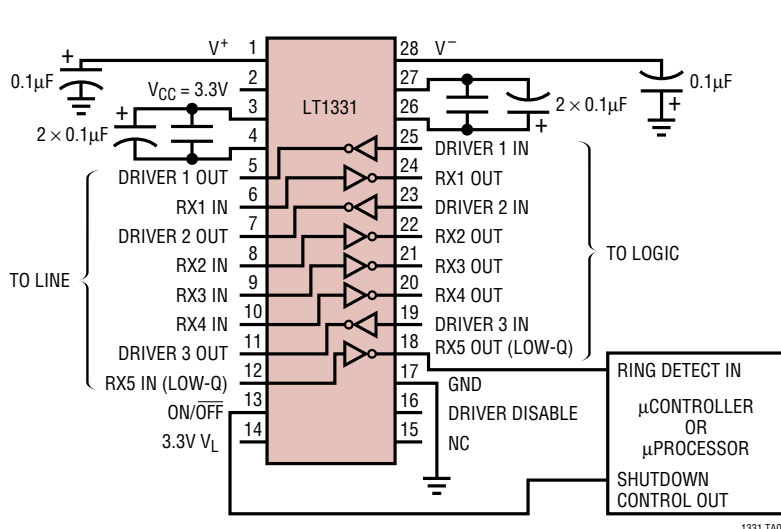 V+ 1
28 V−
0.1µF
2
27
0.1µF
VCC = 3.3V
LT1331
3
26
2 × 0.1µF
2 × 0.1µF
4
25 DRIVER 1 IN
DRIVER 1 OUT 5
24 RX1 OUT
RX1 IN 6
23 DRIVER 2 IN
DRIVER 2 OUT 7
22 RX2 OUT
RX2 IN 8
21 RX3 OUT
TO LINE
TO LOGIC
RX3 IN 9
20 RX4 OUT
RX4 IN 10
19 DRIVER 3 IN
DRIVER 3 OUT 11
18 RX5 OUT (LOW-Q)
RX5 IN (LOW-Q) 12
17 GND
ON/O̅F̅F̅ 13
16 DRIVER DISABLE
3.3V VL 14
15 NC
RING DETECT IN
µCONTROLLER
OR
µPROCESSOR
SHUTDOWN
CONTROL OUT